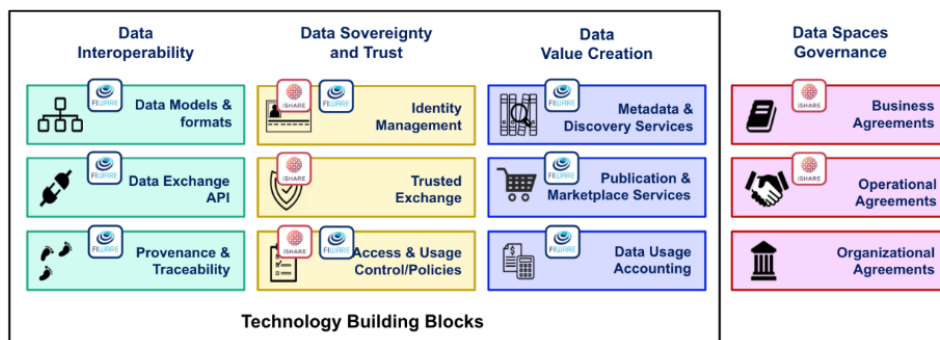 Data
Interoperability
Data Sovereignty
and Trust
Data
Value Creation
Data Spaces
Governance
FIWARE
Data Models &
formats
iSHARE
FIWARE
Identity
Management
FIWARE
Metadata &
Discovery Services
iSHARE
Business
Agreements
FIWARE
Data Exchange
API
iSHARE
Trusted
Exchange
FIWARE
Publication &
Marketplace Services
iSHARE
Operational
Agreements
FIWARE
Provenance &
Traceability
iSHARE
FIWARE
Access & Usage
Control/Policies
FIWARE
Data Usage
Accounting
Organizational
Agreements
Technology Building Blocks